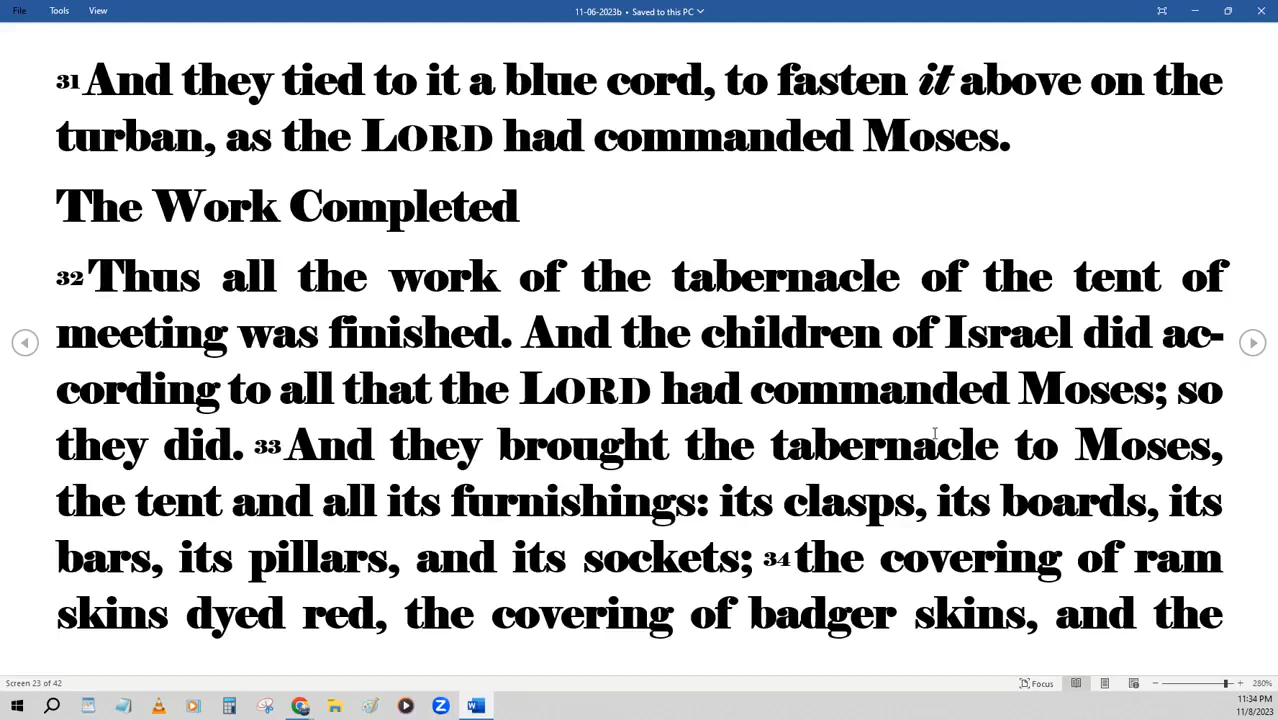 File Tools View 11-06-2023b • Saved to this PC
31 And they tied to it a blue cord, to fasten it above on the
turban, as the LORD had commanded Moses.
The Work Completed
32 Thus all the work of the tabernacle of the tent of
meeting was finished. And the children of Israel did ac-
cording to all that the LORD had commanded Moses; so
they did. 33 And they brought the tabernacle to Moses,
the tent and all its furnishings: its clasps, its boards, its
bars, its pillars, and its sockets; 34 the covering of ram
skins dyed red, the covering of badger skins, and the
Screen 23 of 42 Focus 280%
11:34 PM
11/8/2023